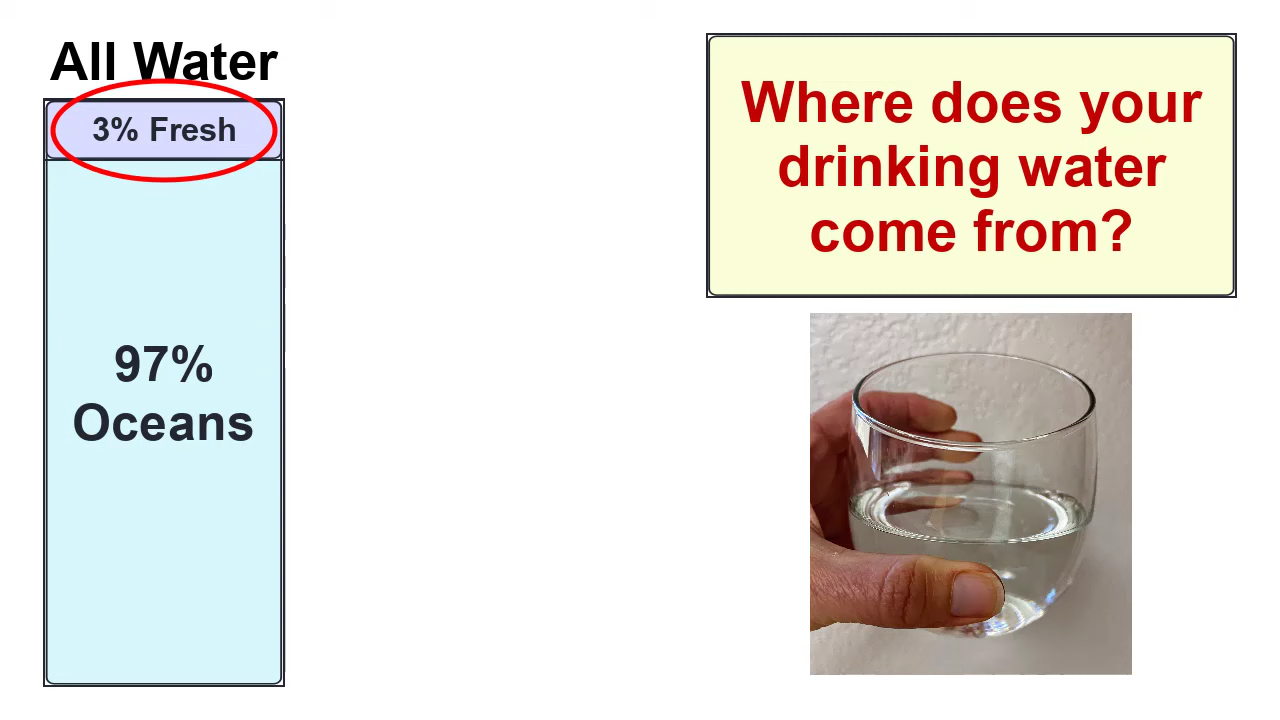 All Water
3% Fresh
97%
Oceans
Where does your
drinking water
come from?